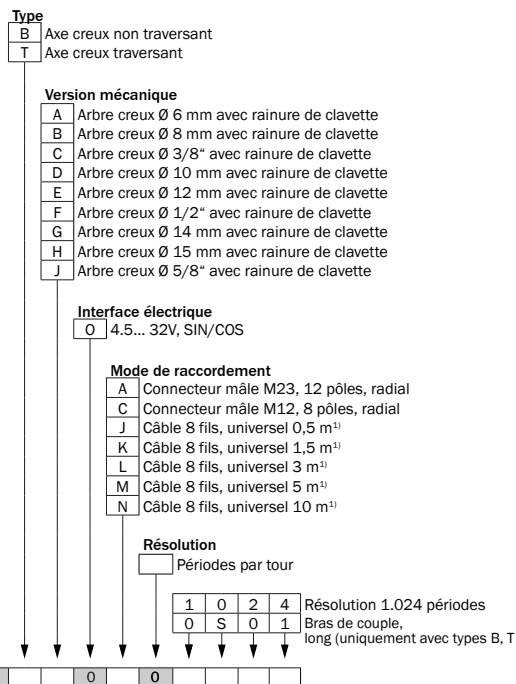 Type
B Axe creux non traversant
T Axe creux traversant
Version mécanique
A Arbre creux Ø 6 mm avec rainure de clavette
B Arbre creux Ø 8 mm avec rainure de clavette
C Arbre creux Ø 3/8“ avec rainure de clavette
D Arbre creux Ø 10 mm avec rainure de clavette
E Arbre creux Ø 12 mm avec rainure de clavette
F Arbre creux Ø 1/2“ avec rainure de clavette
G Arbre creux Ø 14 mm avec rainure de clavette
H Arbre creux Ø 15 mm avec rainure de clavette
J Arbre creux Ø 5/8“ avec rainure de clavette
Interface électrique
O 4.5... 32V, SIN/COS
Mode de raccordement
A Connecteur mâle M23, 12 pôles, radial
C Connecteur mâle M12, 8 pôles, radial
J Câble 8 fils, universel 0,5 m¹⁾
K Câble 8 fils, universel 1,5 m¹⁾
L Câble 8 fils, universel 3 m¹⁾
M Câble 8 fils, universel 5 m¹⁾
N Câble 8 fils, universel 10 m¹⁾
Résolution
Périodes par tour
1 0 2 4 Résolution 1.024 périodes
0 S 0 1 Bras de couple,
long (uniquement avec types B, T
0 0